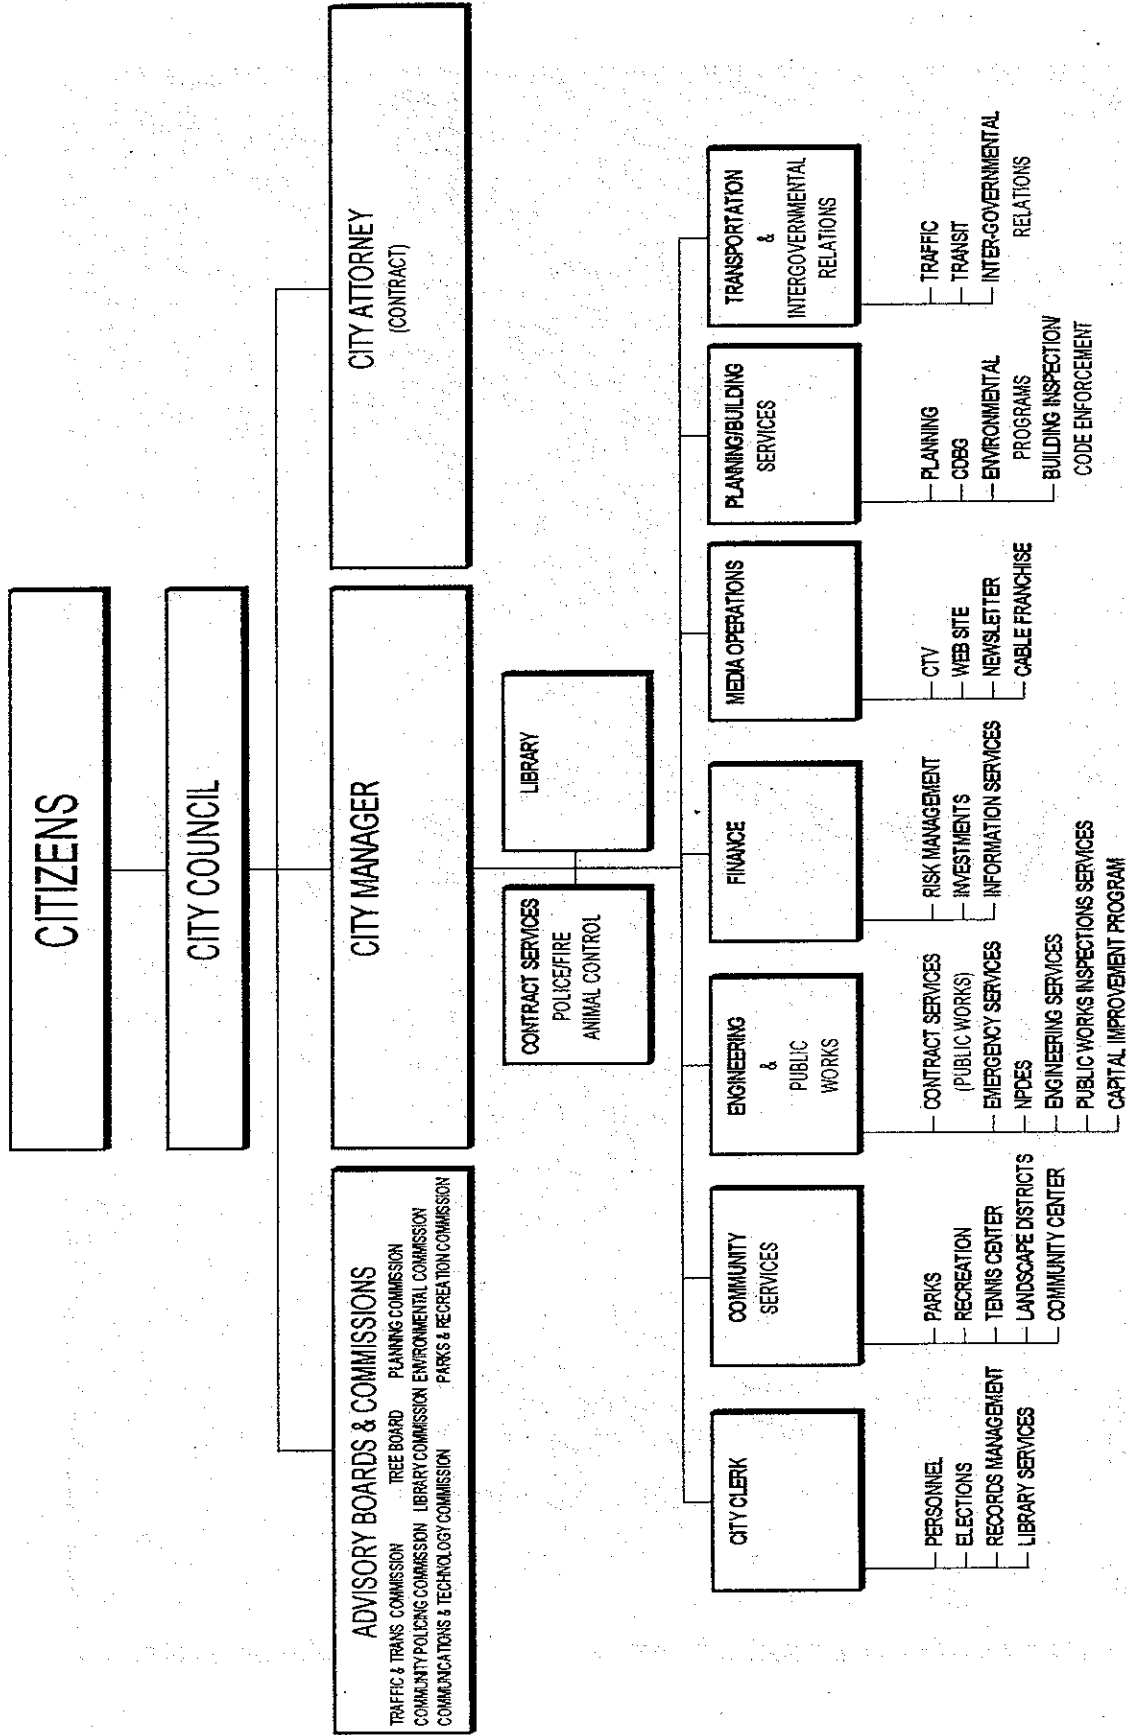 CITIZENS
CITY COUNCIL
ADVISORY BOARDS & COMMISSIONS
TRAFFIC & TRANS COMMISSION TREE BOARD PLANNING COMMISSION
COMMUNITY POLICING COMMISSION LIBRARY COMMISSION ENVIRONMENTAL COMMISSION
COMMUNICATIONS & TECHNOLOGY COMMISSION PARKS & RECREATION COMMISSION
CITY MANAGER
CITY ATTORNEY
(CONTRACT)
CONTRACT SERVICES
POLICE/FIRE
ANIMAL CONTROL
LIBRARY
CITY CLERK
PERSONNEL
ELECTIONS
RECORDS MANAGEMENT
LIBRARY SERVICES
COMMUNITY
SERVICES
PARKS
RECREATION
TENNIS CENTER
LANDSCAPE DISTRICTS
COMMUNITY CENTER
ENGINEERING
&
PUBLIC
WORKS
CONTRACT SERVICES
(PUBLIC WORKS)
EMERGENCY SERVICES
NPDES
ENGINEERING SERVICES
PUBLIC WORKS INSPECTIONS SERVICES
CAPITAL IMPROVEMENT PROGRAM
FINANCE
RISK MANAGEMENT
INVESTMENTS
INFORMATION SERVICES
MEDIA OPERATIONS
CTV
WEB SITE
NEWSLETTER
CABLE FRANCHISE
PLANNING/BUILDING
SERVICES
PLANNING
CDBG
ENVIRONMENTAL
PROGRAMS
BUILDING INSPECTION/
CODE ENFORCEMENT
TRANSPORTATION
&
INTERGOVERNMENTAL
RELATIONS
TRAFFIC
TRANSIT
INTER-GOVERNMENTAL
RELATIONS